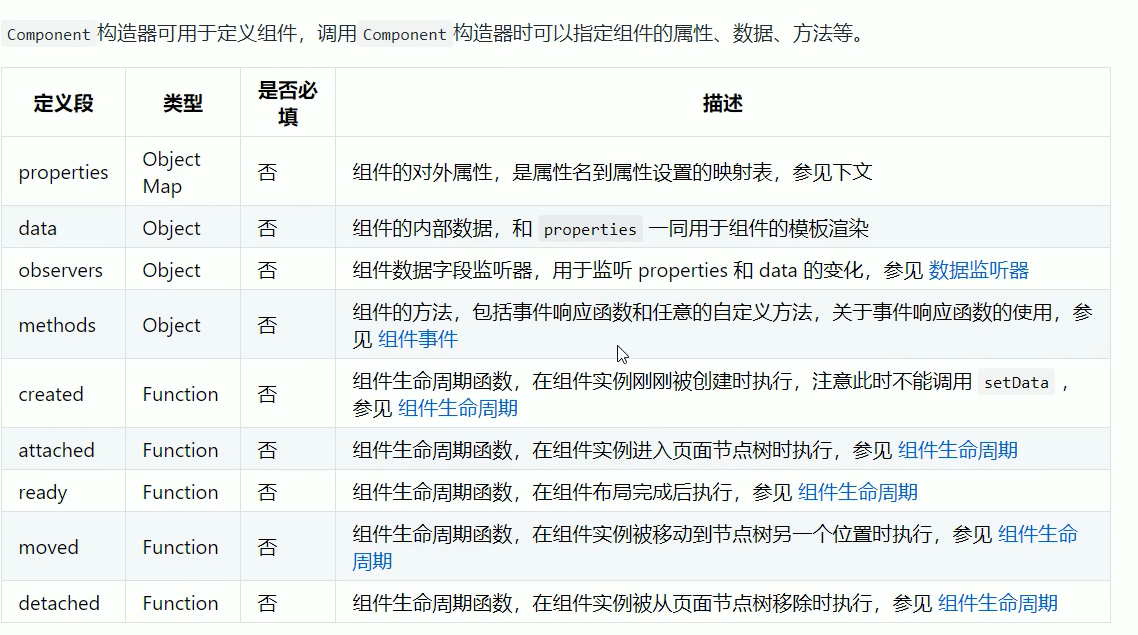 Component 构造器可用于定义组件，调用 Component 构造器时可以指定组件的属性、数据、方法等。
定义段 类型 是否必填 描述
properties Object Map 否 组件的对外属性，是属性名到属性设置的映射表，参见下文
data Object 否 组件的内部数据，和 properties 一同用于组件的模板渲染
observers Object 否 组件数据字段监听器，用于监听 properties 和 data 的变化，参见 数据监听器
methods Object 否 组件的方法，包括事件响应函数和任意的自定义方法，关于事件响应函数的使用，参
见 组件事件
created Function 否 组件生命周期函数，在组件实例刚刚被创建时执行，注意此时不能调用 setData ，
参见 组件生命周期
attached Function 否 组件生命周期函数，在组件实例进入页面节点树时执行，参见 组件生命周期
ready Function 否 组件生命周期函数，在组件布局完成后执行，参见 组件生命周期
moved Function 否 组件生命周期函数，在组件实例被移动到节点树另一个位置时执行，参见 组件生命
周期
detached Function 否 组件生命周期函数，在组件实例被从页面节点树移除时执行，参见 组件生命周期